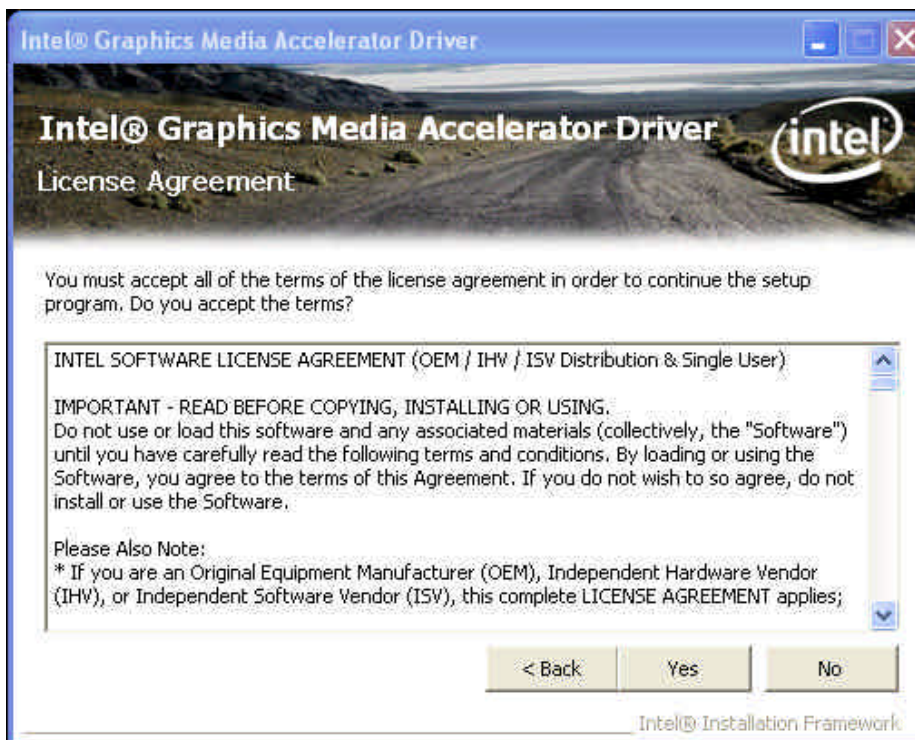 Intel® Graphics Media Accelerator Driver
Intel® Graphics Media Accelerator Driver
intel®
License Agreement
You must accept all of the terms of the license agreement in order to continue the setup
program. Do you accept the terms?
INTEL SOFTWARE LICENSE AGREEMENT (OEM / IHV / ISV Distribution & Single User)
IMPORTANT - READ BEFORE COPYING, INSTALLING OR USING.
Do not use or load this software and any associated materials (collectively, the "Software")
until you have carefully read the following terms and conditions. By loading or using the
Software, you agree to the terms of this Agreement. If you do not wish to so agree, do not
install or use the Software.
Please Also Note:
* If you are an Original Equipment Manufacturer (OEM), Independent Hardware Vendor
(IHV), or Independent Software Vendor (ISV), this complete LICENSE AGREEMENT applies;
< Back
Yes
No
Intel® Installation Framework